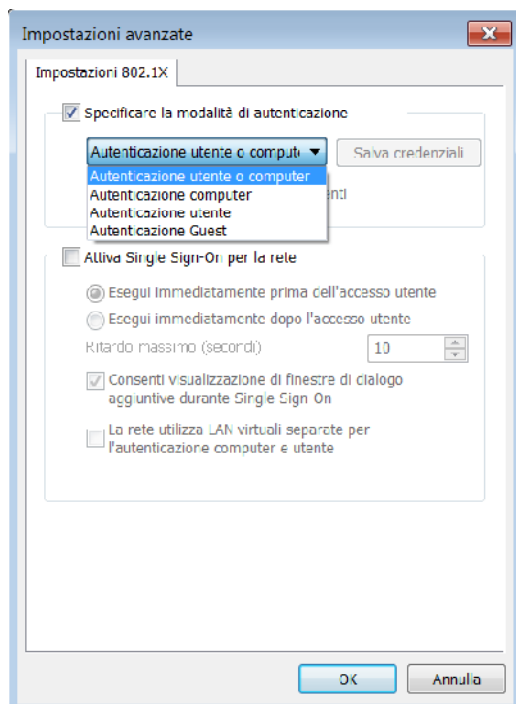 Impostazioni avanzate
Impostazioni 802.1X
Specificare la modalità di autenticazione
Autenticazione utente o compute
Salva credenziali
Autenticazione utente o computer
Autenticazione computer
Autenticazione utente
Autenticazione Guest
enti
Attiva Single Sign-On per la rete
Esegui immediatamente prima dell'accesso utente
Esegui immediatamente dopo l'accesso utente
Ritardo massimo (secondi)
10
Consenti visualizzazione di finestre di dialogo
aggiuntive durante Single Sign On
La rete utilizza LAN virtuali separate per
l'autenticazione computer e utente
OK
Annulla